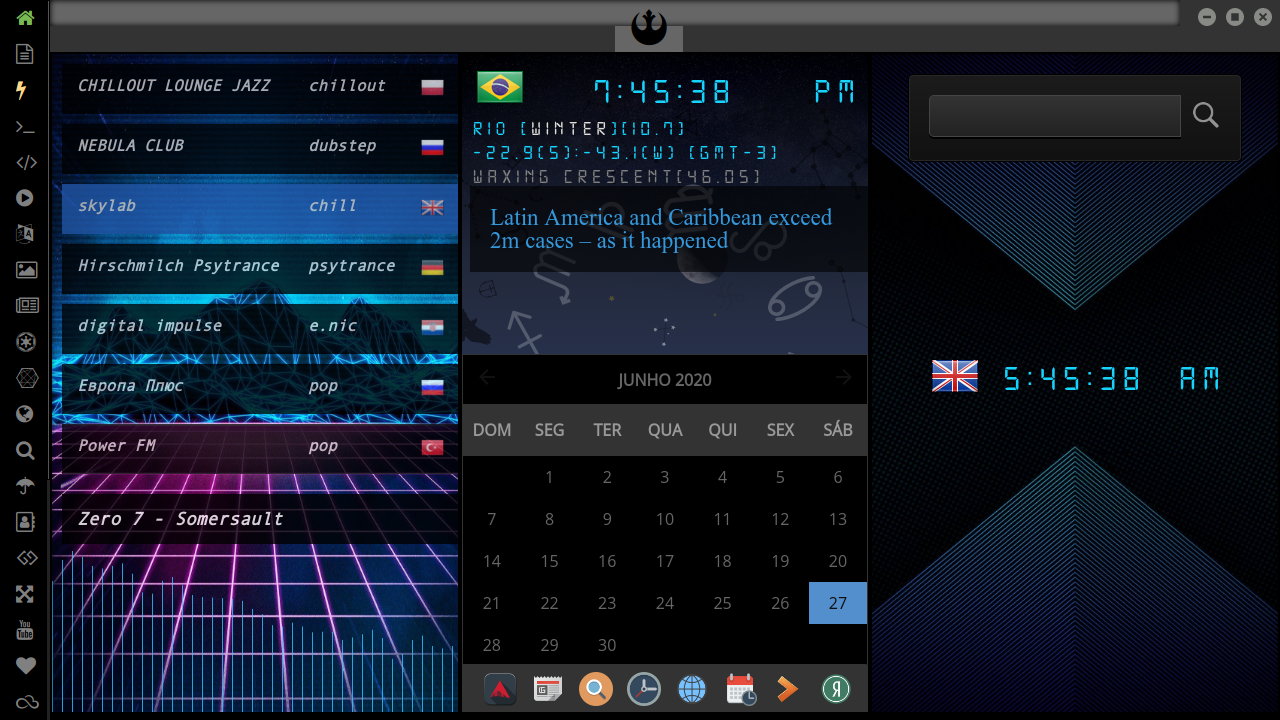 CHILLOUT LOUNGE JAZZ chillout
NEBULA CLUB dubstep
skylab chill
Hirschmilch Psytrance psytrance
digital impulse e.nic
Европа Плюс pop
Power FM pop
Zero 7 - Somersault
7:45:38 PM
RIO [WINTER][10.7]
-22.9(S):-43.1(W) [GMT-3]
WAXING CRESCENT[46.05]
Latin America and Caribbean exceed
2m cases – as it happened
JUNHO 2020
DOM SEG TER QUA QUI SEX SÁB
1 2 3 4 5 6
7 8 9 10 11 12 13
14 15 16 17 18 19 20
21 22 23 24 25 26 27
28 29 30
5:45:38 AM
You
Tube
Я